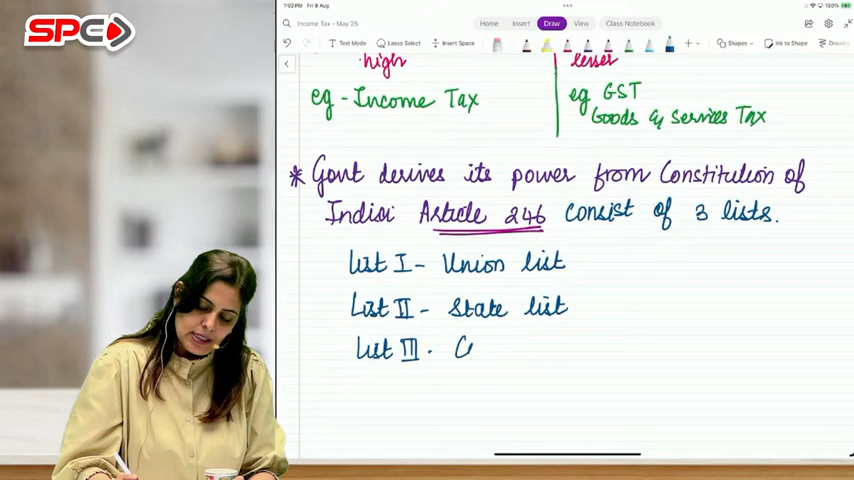 1:02 PM Fri 9 Aug
100%
SPC
Income Tax - May 25
Home Insert Draw View Class Notebook
Text Mode Lasso Select Insert Space Shapes Ink to Shape
high
lesser
eg - Income Tax
eg GST
Goods & Services Tax
* Govt derives its power from Constitution of
India Article 246 consist of 3 lists.
List I - Union list
List II - State list
List III - C